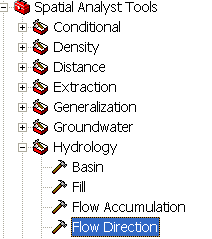 Spatial Analyst Tools
Conditional
Density
Distance
Extraction
Generalization
Groundwater
Hydrology
Basin
Fill
Flow Accumulation
Flow Direction